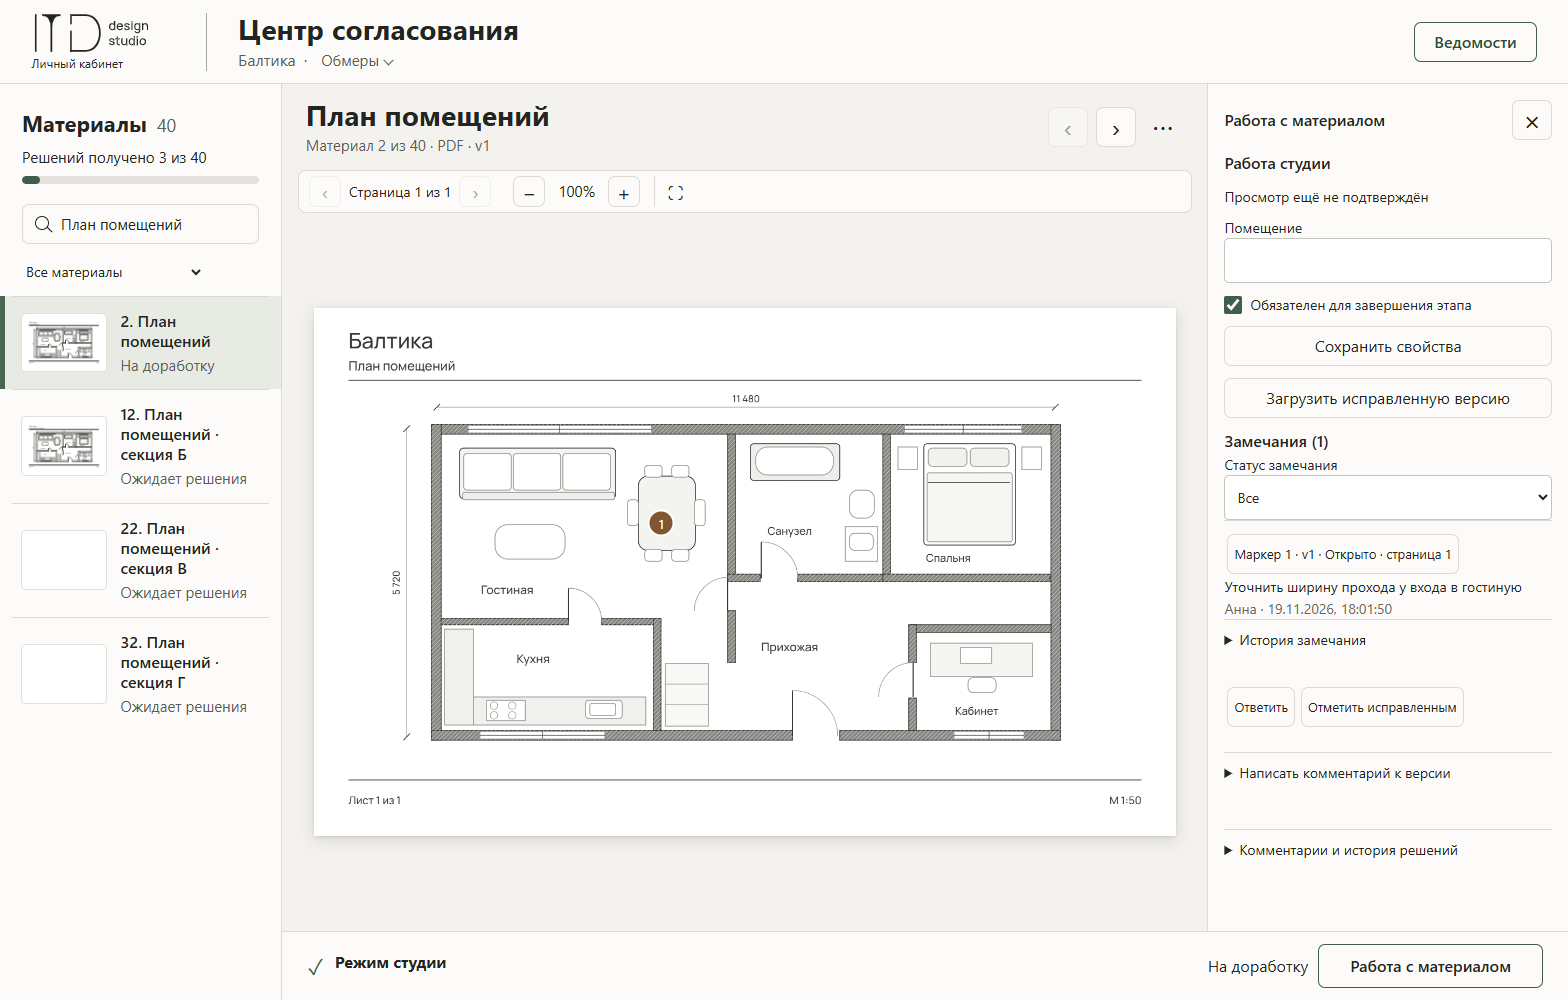 ITD design studio
Личный кабинет
Центр согласования
Балтика · Обмеры
Ведомости
Материалы 40
Решений получено 3 из 40
План помещений
Все материалы
2. План
помещений
На доработку
12. План
помещений ·
секция Б
Ожидает решения
22. План
помещений ·
секция В
Ожидает решения
32. План
помещений ·
секция Г
Ожидает решения
План помещений
Материал 2 из 40 · PDF · v1
‹ › ···
‹ Страница 1 из 1 › − 100% +
Балтика
План помещений
11 480
5 720
1
Гостиная
Санузел
Спальня
Кухня
Прихожая
Кабинет
Лист 1 из 1
М 1:50
Работа с материалом
Работа студии
Просмотр ещё не подтверждён
Помещение
Обязателен для завершения этапа
Сохранить свойства
Загрузить исправленную версию
Замечания (1)
Статус замечания
Все
Маркер 1 · v1 · Открыто · страница 1
Уточнить ширину прохода у входа в гостиную
Анна · 19.11.2026, 18:01:50
История замечания
Ответить
Отметить исправленным
Написать комментарий к версии
Комментарии и история решений
Режим студии
На доработку
Работа с материалом